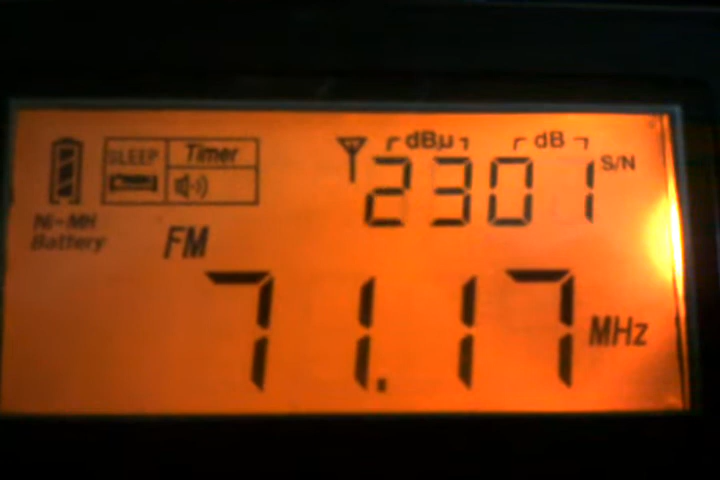 SLEEP Timer dBμ dB
2301 S/N
Ni-MH
Battery
FM
71.17 MHz